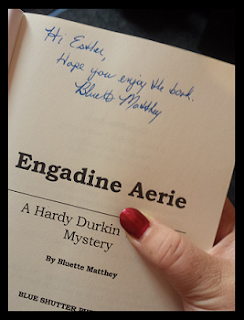 Hi Esther,
Hope you enjoy the book.
Bluette Matthey
Engadine Aerie
A Hardy Durkin
Mystery
By Bluette Matthey
BLUE SHUTTER